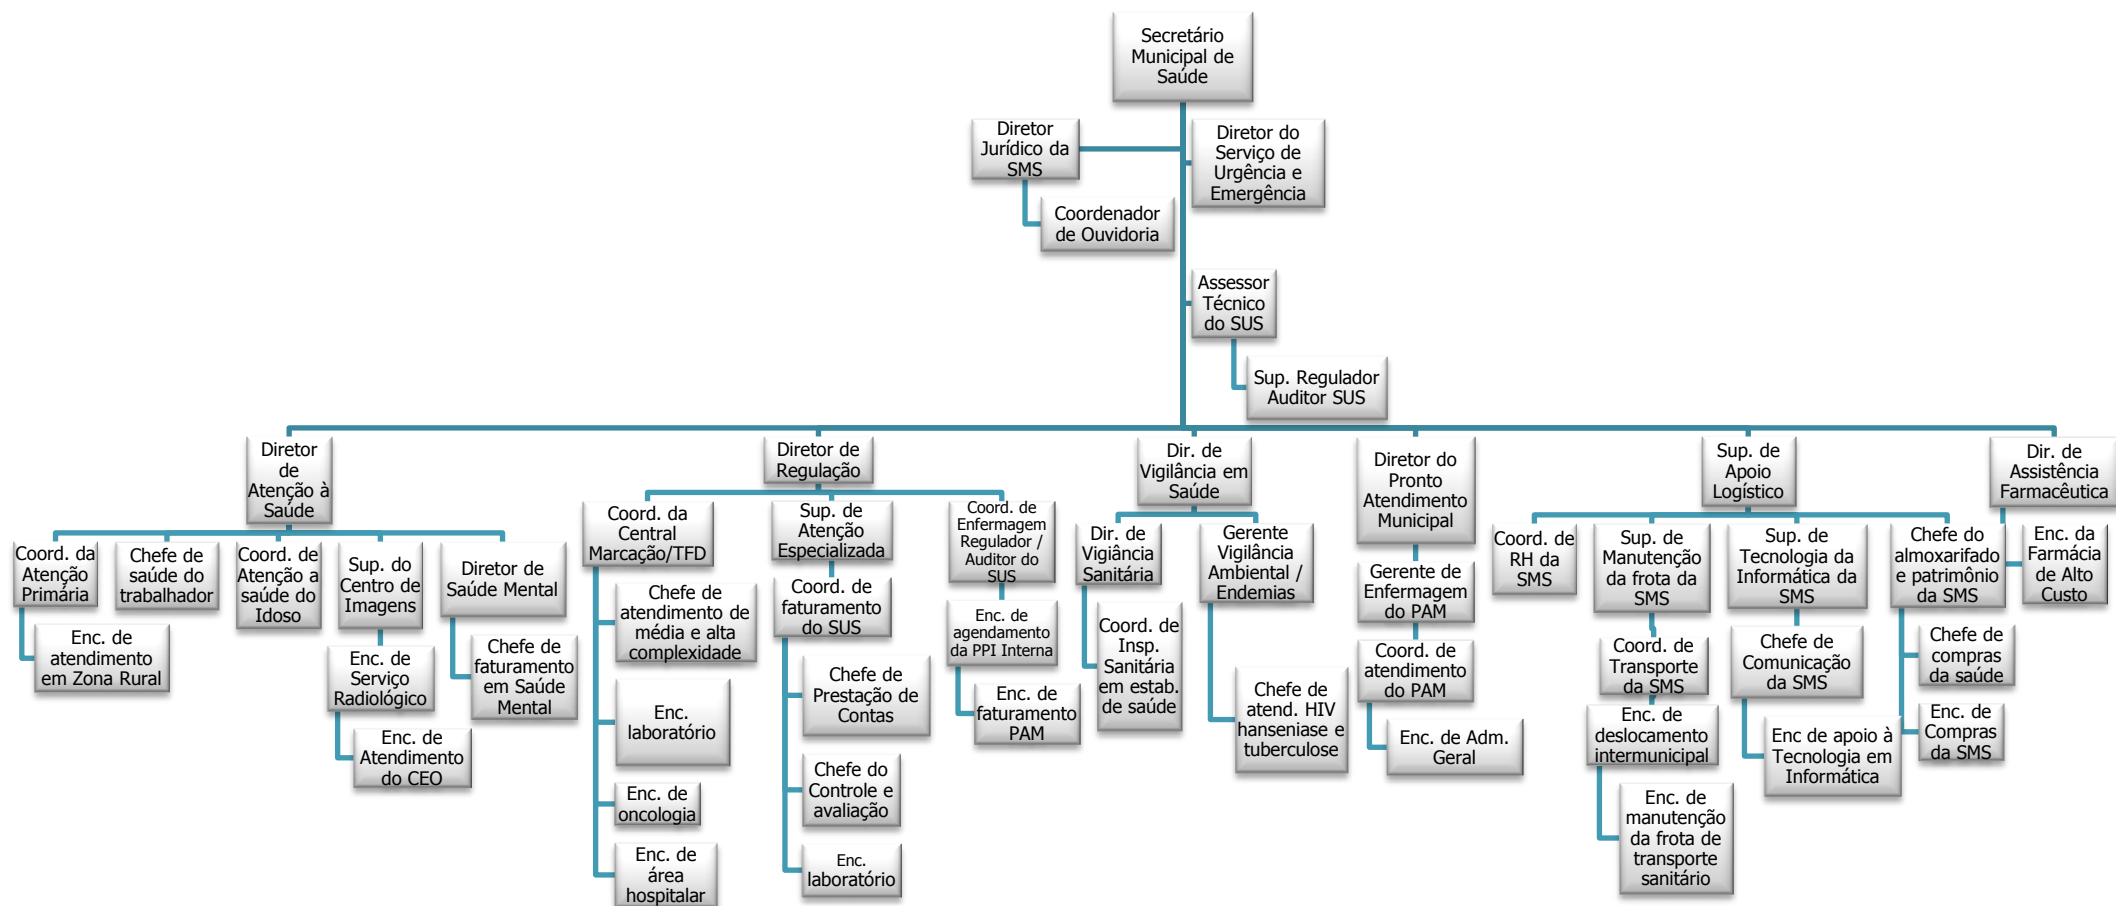 Secretário
Municipal de
Saúde
Diretor
Jurídico da
SMS
Diretor do
Serviço de
Urgência e
Emergência
Coordenador
de Ouvidoria
Assessor
Técnico
do SUS
Sup. Regulador
Auditor SUS
Diretor
de
Atenção à
Saúde
Coord. da
Atenção
Primária
Enc. de
atendimento
em Zona Rural
Chefe de
saúde do
trabalhador
Coord. de
Atenção a
saúde do
Idoso
Sup. do
Centro de
Imagens
Enc. de
Serviço
Radiológico
Enc. de
Atendimento
do CEO
Diretor de
Saúde Mental
Chefe de
faturamento
em Saúde
Mental
Diretor de
Regulação
Coord. da
Central
Marcação/TFD
Chefe de
atendimento de
média e alta
complexidade
Enc.
laboratório
Enc. de
oncologia
Enc. de
área
hospitalar
Sup. de
Atenção
Especializada
Coord. de
faturamento
do SUS
Chefe de
Prestação de
Contas
Chefe do
Controle e
avaliação
Enc.
laboratório
Coord. de
Enfermagem
Regulador /
Auditor do
SUS
Enc. de
agendamento
da PPI Interna
Enc. de
faturamento
PAM
Dir. de
Vigilância em
Saúde
Dir. de
Vigiância
Sanitária
Coord. de
Insp.
Sanitária
em estab.
de saúde
Gerente
Vigilância
Ambiental /
Endemias
Chefe de
atend. HIV
hanseniase e
tuberculose
Diretor do
Pronto
Atendimento
Municipal
Gerente de
Enfermagem
do PAM
Coord. de
atendimento
do PAM
Enc. de Adm.
Geral
Sup. de
Apoio
Logístico
Coord. de
RH da
SMS
Sup. de
Manutenção
da frota da
SMS
Coord. de
Transporte
da SMS
Enc. de
deslocamento
intermunicipal
Enc. de
manutenção
da frota de
transporte
sanitário
Sup. de
Tecnologia da
Informática da
SMS
Chefe de
Comunicação
da SMS
Enc de apoio à
Tecnologia em
Informática
Chefe do
almoxarifado
e patrimônio
da SMS
Chefe de
compras
da saúde
Enc. de
Compras
da SMS
Dir. de
Assistência
Farmacêutica
Enc. da
Farmácia
de Alto
Custo